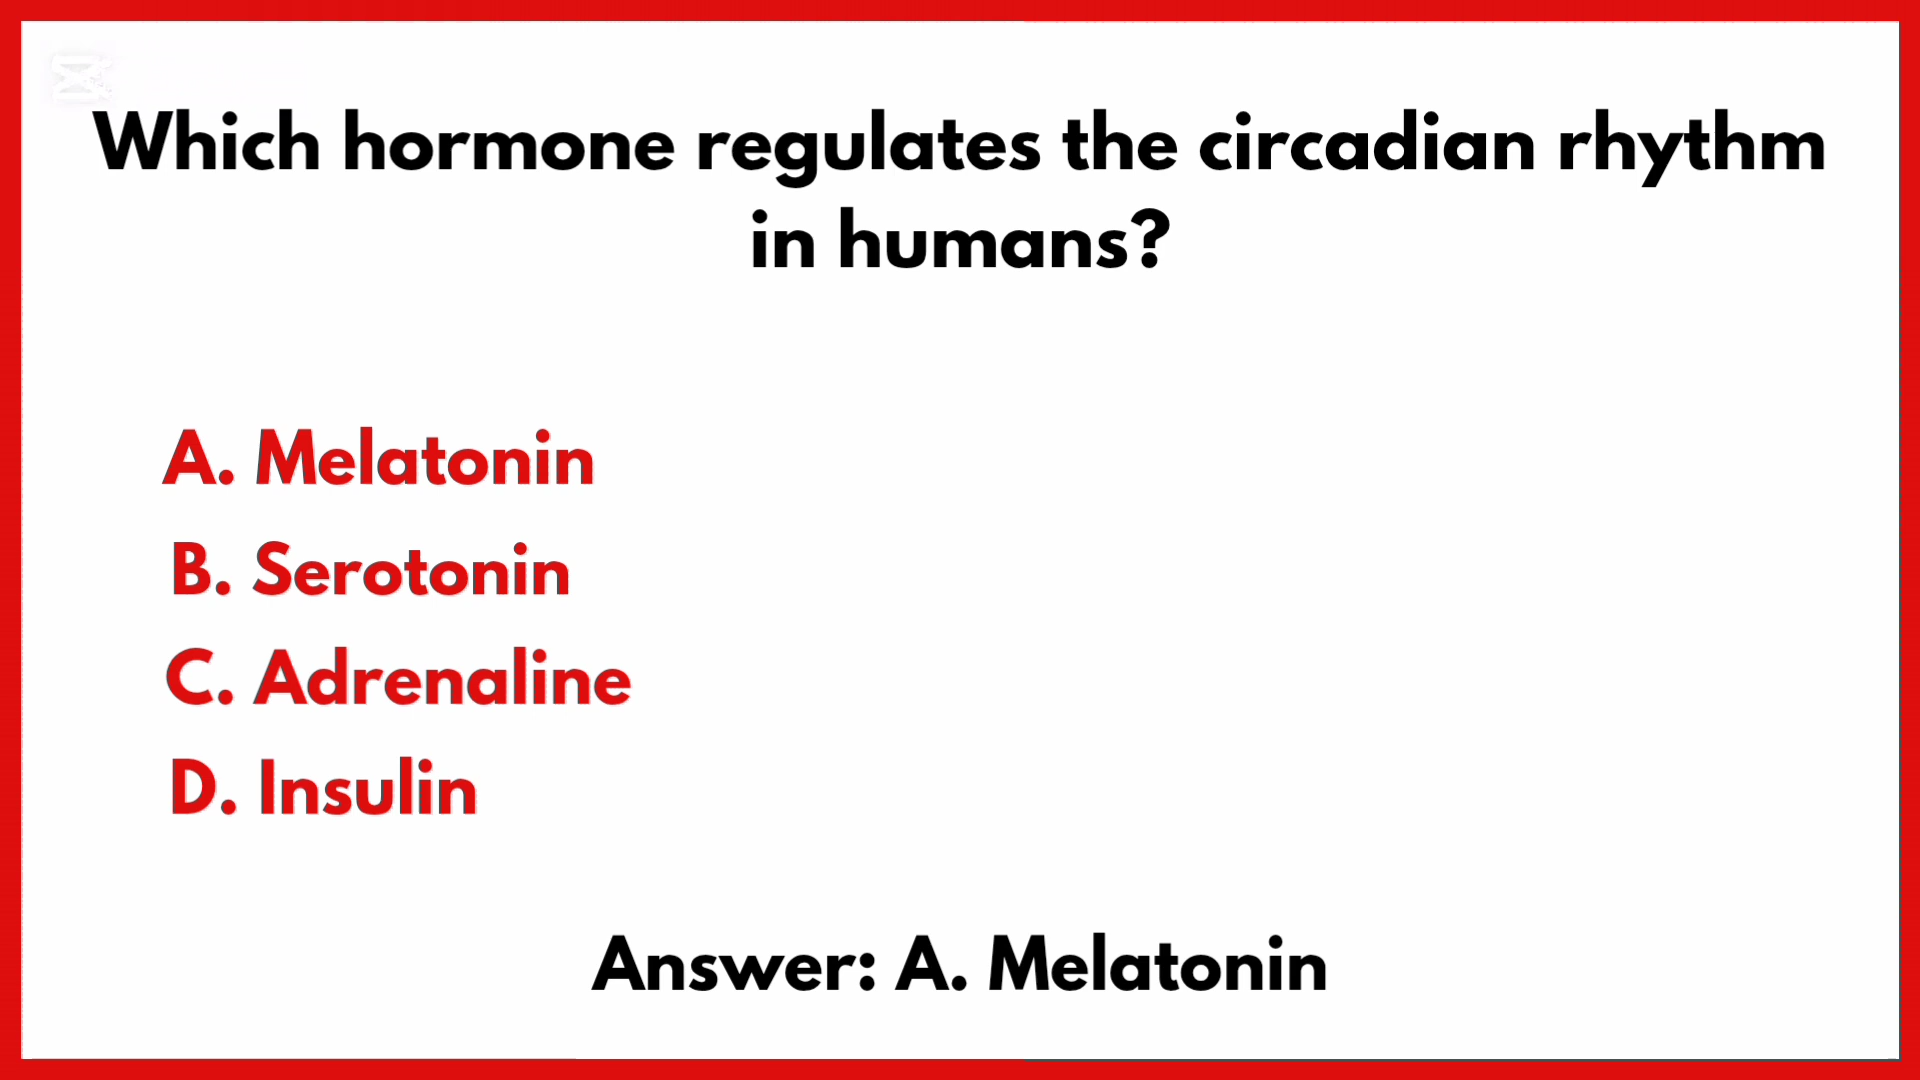 Which hormone regulates the circadian rhythm
in humans?
A. Melatonin
B. Serotonin
C. Adrenaline
D. Insulin
Answer: A. Melatonin